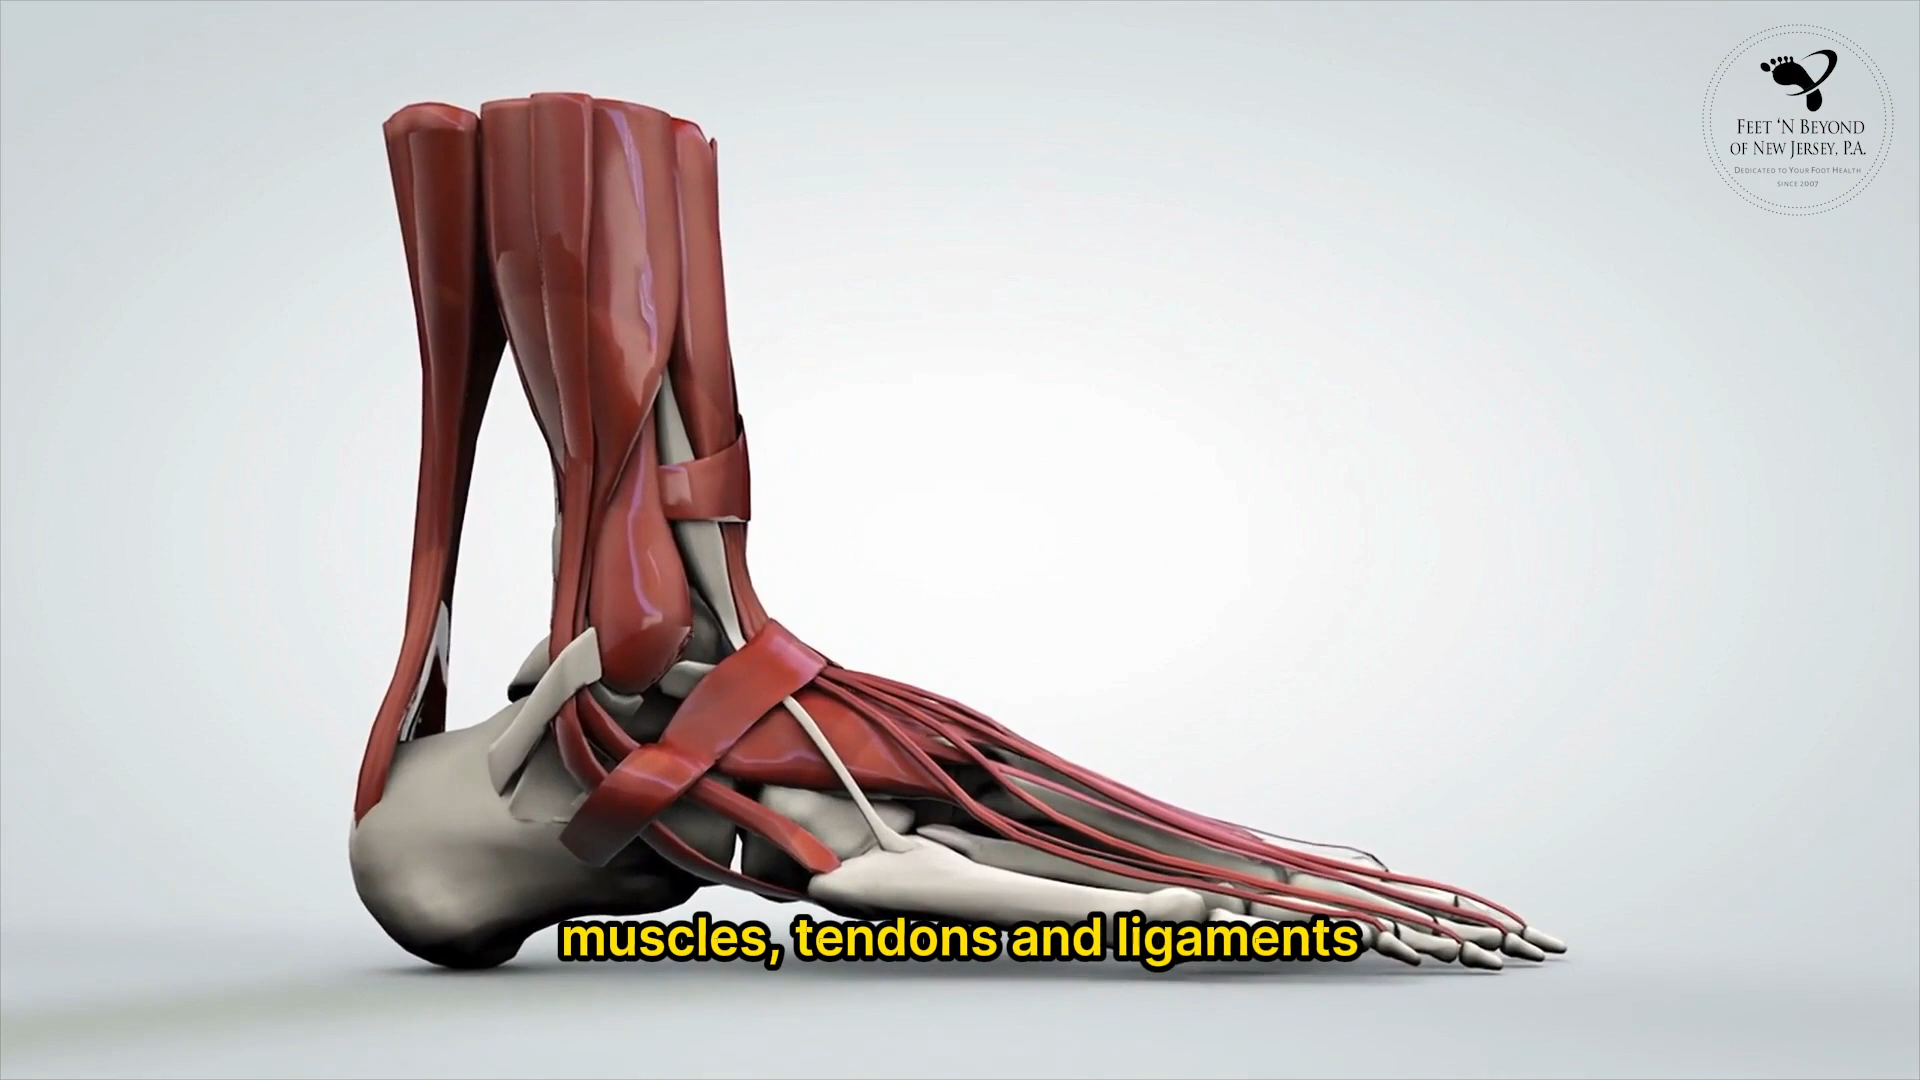 FEET ‘N BEYOND
OF NEW JERSEY, P.A.
DEDICATED TO YOUR FOOT HEALTH
SINCE 2007
muscles, tendons and ligaments